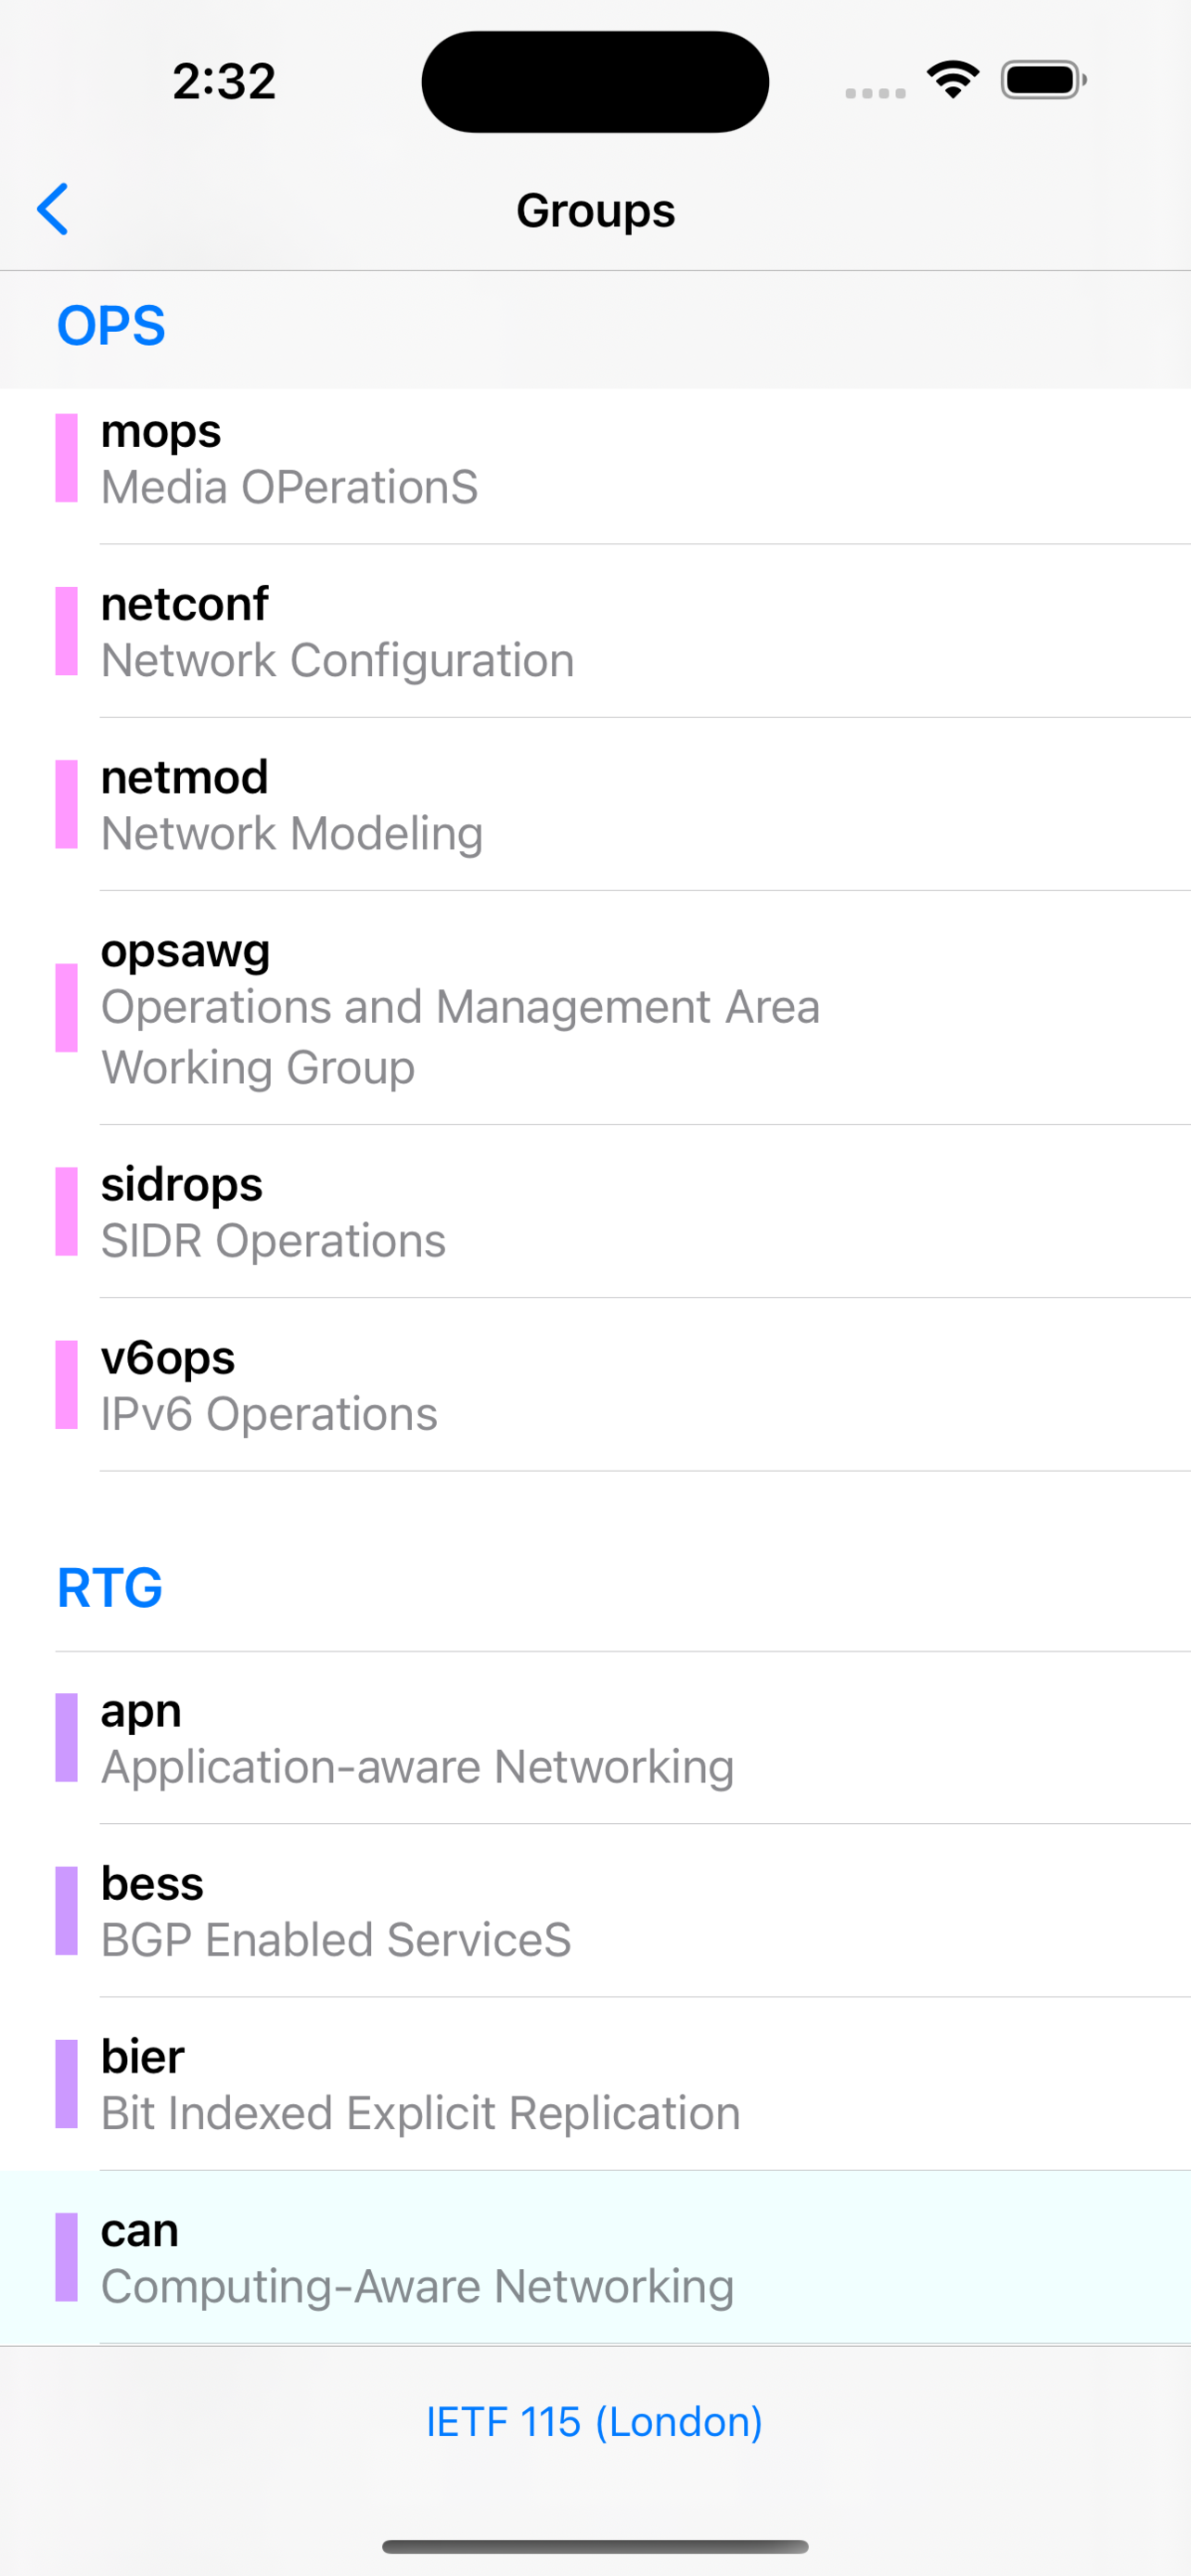 2:32
Groups
OPS
mops
Media OPerationS
netconf
Network Configuration
netmod
Network Modeling
opsawg
Operations and Management Area
Working Group
sidrops
SIDR Operations
v6ops
IPv6 Operations
RTG
apn
Application-aware Networking
bess
BGP Enabled ServiceS
bier
Bit Indexed Explicit Replication
can
Computing-Aware Networking
IETF 115 (London)